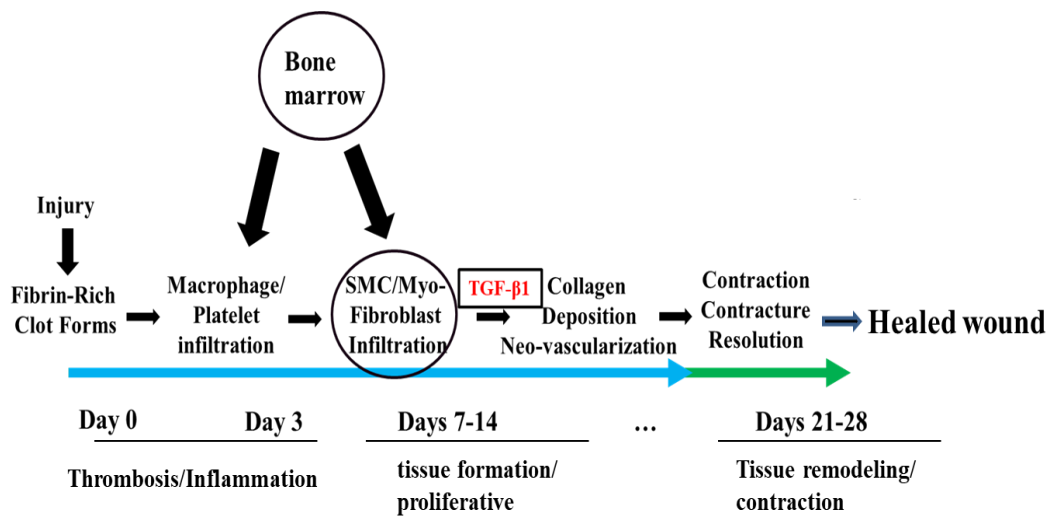 Bone
marrow
Injury
Fibrin-Rich
Clot Forms
Macrophage/
Platelet
infiltration
SMC/Myo-
Fibroblast
Infiltration
TGF-β1
Collagen
Deposition
Neo-vascularization
Contraction
Contracture
Resolution
Healed wound
Day 0
Day 3
Days 7-14
...
Days 21-28
Thrombosis/Inflammation
tissue formation/
proliferative
Tissue remodeling/
contraction